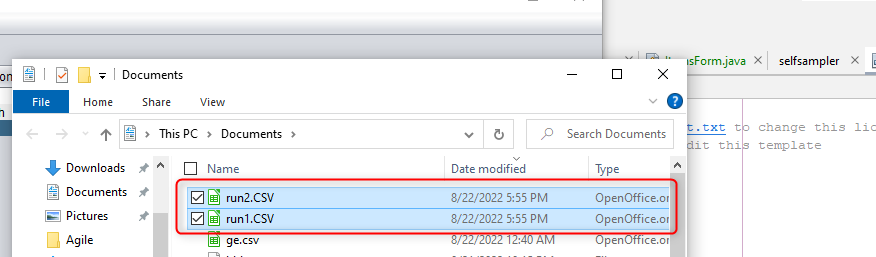 ItemsForm.java
selfsampler
Documents
File
Home
Share
View
This PC
Documents
Search Documents
t.txt to change this lic
dit this template
Downloads
Documents
Pictures
Agile
Name
Date modified
Type
run2.CSV
8/22/2022 5:55 PM
OpenOffice.or
run1.CSV
8/22/2022 5:55 PM
OpenOffice.or
ge.csv
8/22/2022 12:40 AM
OpenOffice.or